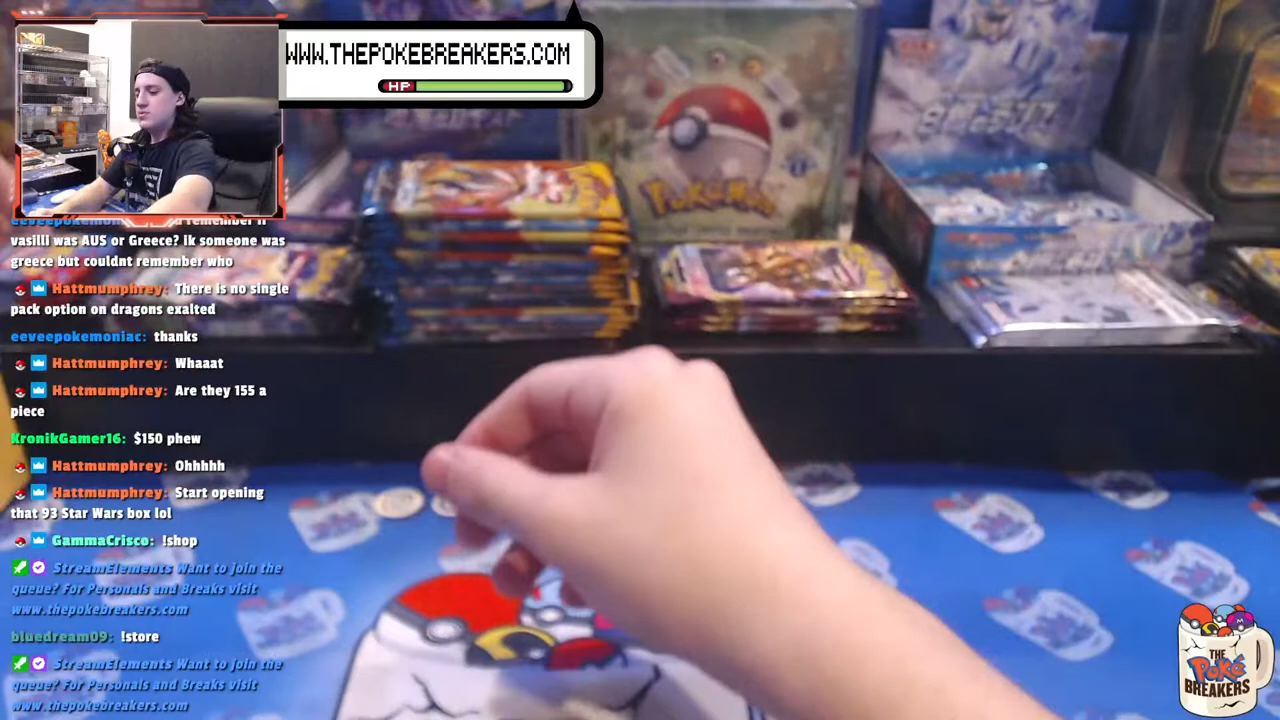 WWW.THEPOKEBREAKERS.COM
HP
vasilII was AUS or Greece? ik someone was
greece but couldnt remember who
Hattmumphrey: There is no single
pack option on dragons exalted
eeveepokemoniac: thanks
Hattmumphrey: Whaaat
Hattmumphrey: Are they 155 a
piece
KronikGamer16: $150 phew
Hattmumphrey: Ohhhhh
Hattmumphrey: Start opening
that 93 Star Wars box lol
GammaCrisco: !shop
StreamElements Want to join the
queue? For Personals and Breaks visit
www.thepokebreakers.com
bluedream09: !store
StreamElements Want to join the
queue? For Personals and Breaks visit
www.thepokebreakers.com
Pokémon
THE
Poké
BREAKERS